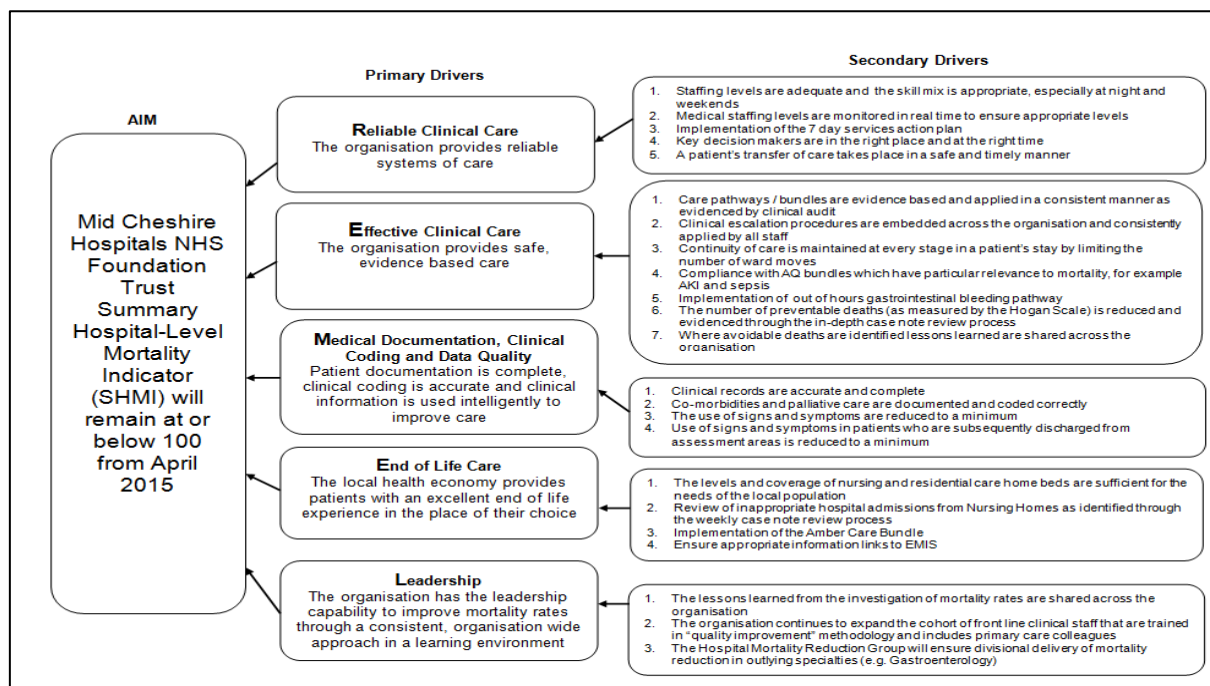 AIM
Mid Cheshire
Hospitals NHS
Foundation
Trust
Summary
Hospital-Level
Mortality
Indicator
(SHMI) will
remain at or
below 100
from April
2015
Primary Drivers
Reliable Clinical Care
The organisation provides reliable
systems of care
Effective Clinical Care
The organisation provides safe,
evidence based care
Medical Documentation, Clinical
Coding and Data Quality
Patient documentation is complete,
clinical coding is accurate and clinical
information is used intelligently to
improve care
End of Life Care
The local health economy provides
patients with an excellent end of life
experience in the place of their choice
Leadership
The organisation has the leadership
capability to improve mortality rates
through a consistent, organisation wide
approach in a learning environment
Secondary Drivers
1. Staffing levels are adequate and the skill mix is appropriate, especially at night and
weekends
2. Medical staffing levels are monitored in real time to ensure appropriate levels
3. Implementation of the 7 day services action plan
4. Key decision makers are in the right place and at the right time
5. A patient's transfer of care takes place in a safe and timely manner
1. Care pathways / bundles are evidence based and applied in a consistent manner as
evidenced by clinical audit
2. Clinical escalation procedures are embedded across the organisation and consistently
applied by all staff
3. Continuity of care is maintained at every stage in a patient's stay by limiting the
number of ward moves
4. Compliance with AQ bundles which have particular relevance to mortality, for example
AKI and sepsis
5. Implementation of out of hours gastrointestinal bleeding pathway
6. The number of preventable deaths (as measured by the Hogan Scale) is reduced and
evidenced through the in-depth case note review process
7. Where avoidable deaths are identified lessons learned are shared across the
organisation
1. Clinical records are accurate and complete
2. Co-morbidities and palliative care are documented and coded correctly
3. The use of signs and symptoms are reduced to a minimum
4. Use of signs and symptoms in patients who are subsequently discharged from
assessment areas is reduced to a minimum
1. The levels and coverage of nursing and residential care home beds are sufficient for the
needs of the local population
2. Review of inappropriate hospital admissions from Nursing Homes as identified through
the weekly case note review process
3. Implementation of the Amber Care Bundle
4. Ensure appropriate information links to EMIS
1. The lessons learned from the investigation of mortality rates are shared across the
organisation
2. The organisation continues to expand the cohort of front line clinical staff that are trained
in "quality improvement" methodology and includes primary care colleagues
3. The Hospital Mortality Reduction Group will ensure divisional delivery of mortality
reduction in outlying specialties (e.g. Gastroenterology)